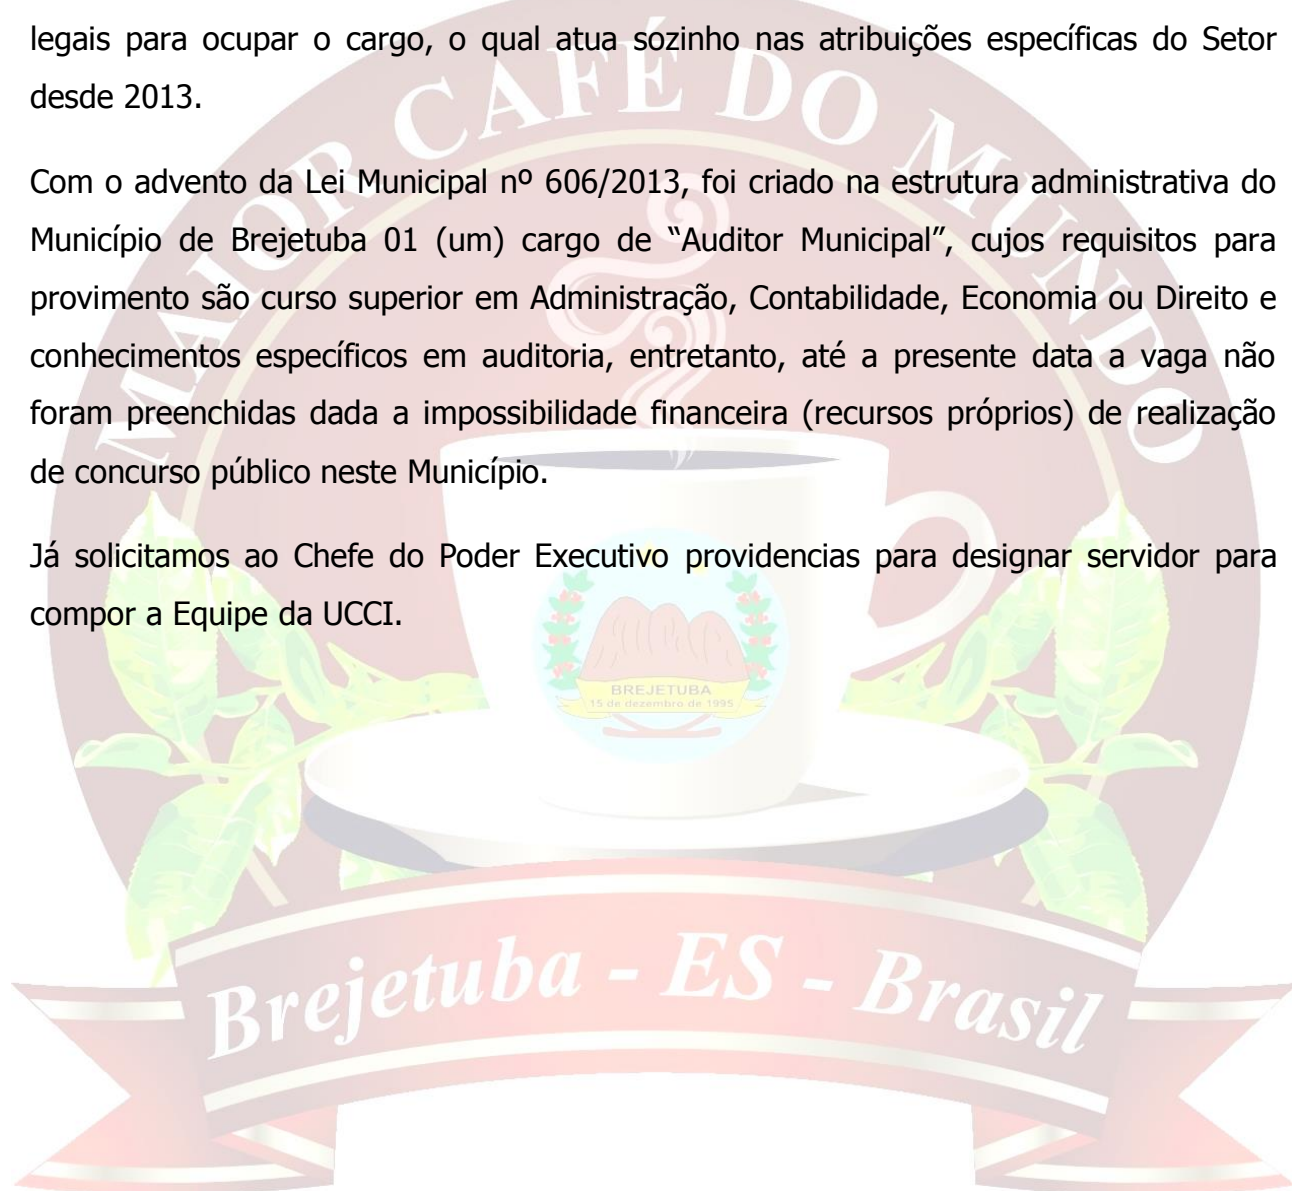 legais para ocupar o cargo, o qual atua sozinho nas atribuições específicas do Setor
desde 2013.
Com o advento da Lei Municipal nº 606/2013, foi criado na estrutura administrativa do
Município de Brejetuba 01 (um) cargo de “Auditor Municipal”, cujos requisitos para
provimento são curso superior em Administração, Contabilidade, Economia ou Direito e
conhecimentos específicos em auditoria, entretanto, até a presente data a vaga não
foram preenchidas dada a impossibilidade financeira (recursos próprios) de realização
de concurso público neste Município.
Já solicitamos ao Chefe do Poder Executivo providencias para designar servidor para
compor a Equipe da UCCI.
MAIOR CAFÉ DO MUNDO
BREJETUBA
15 de dezembro de 1995
Brejetuba - ES - Brasil